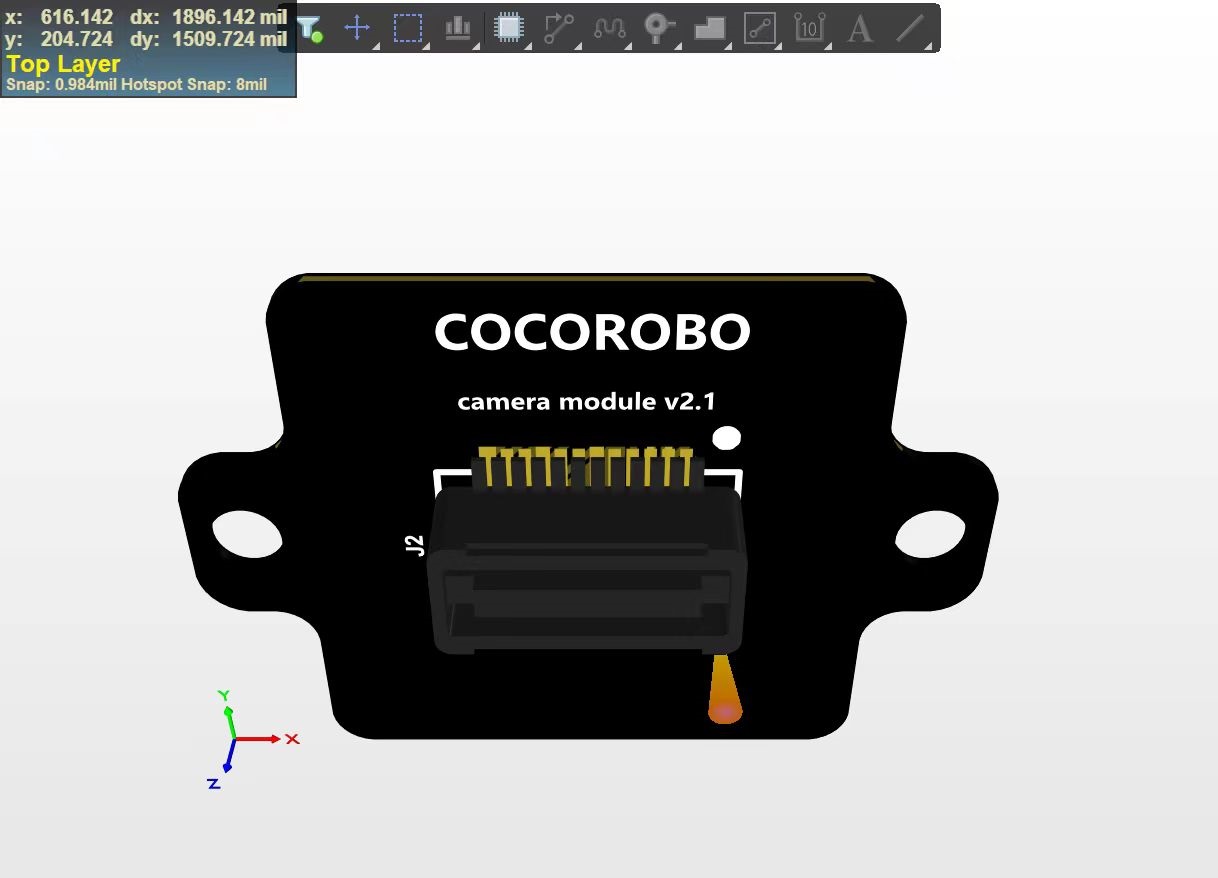 x: 616.142 dx: 1896.142 mil
y: 204.724 dy: 1509.724 mil
Top Layer
Snap: 0.984mil Hotspot Snap: 8mil
10
A
COCOROBO
camera module v2.1
J2
Y
X
Z